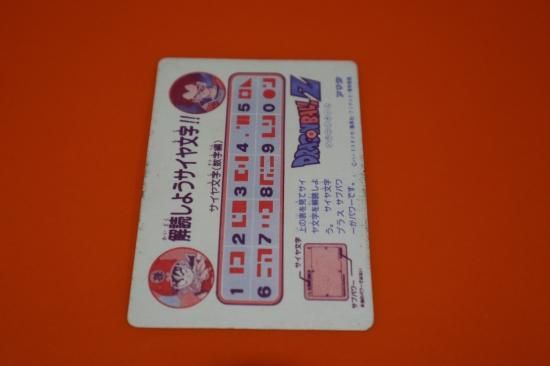 解読しようサイヤ文字!!
サイヤ文字(数字編)
1 2 3 4 5
6 7 8 9 0
上の表を見てサイ
ヤ文字を解読しよ
う。 サイヤ文字
プラス サブパワ
ーがパワーです。
サイヤ文字
サブパワー
DRAGON BALL Z
アマダ